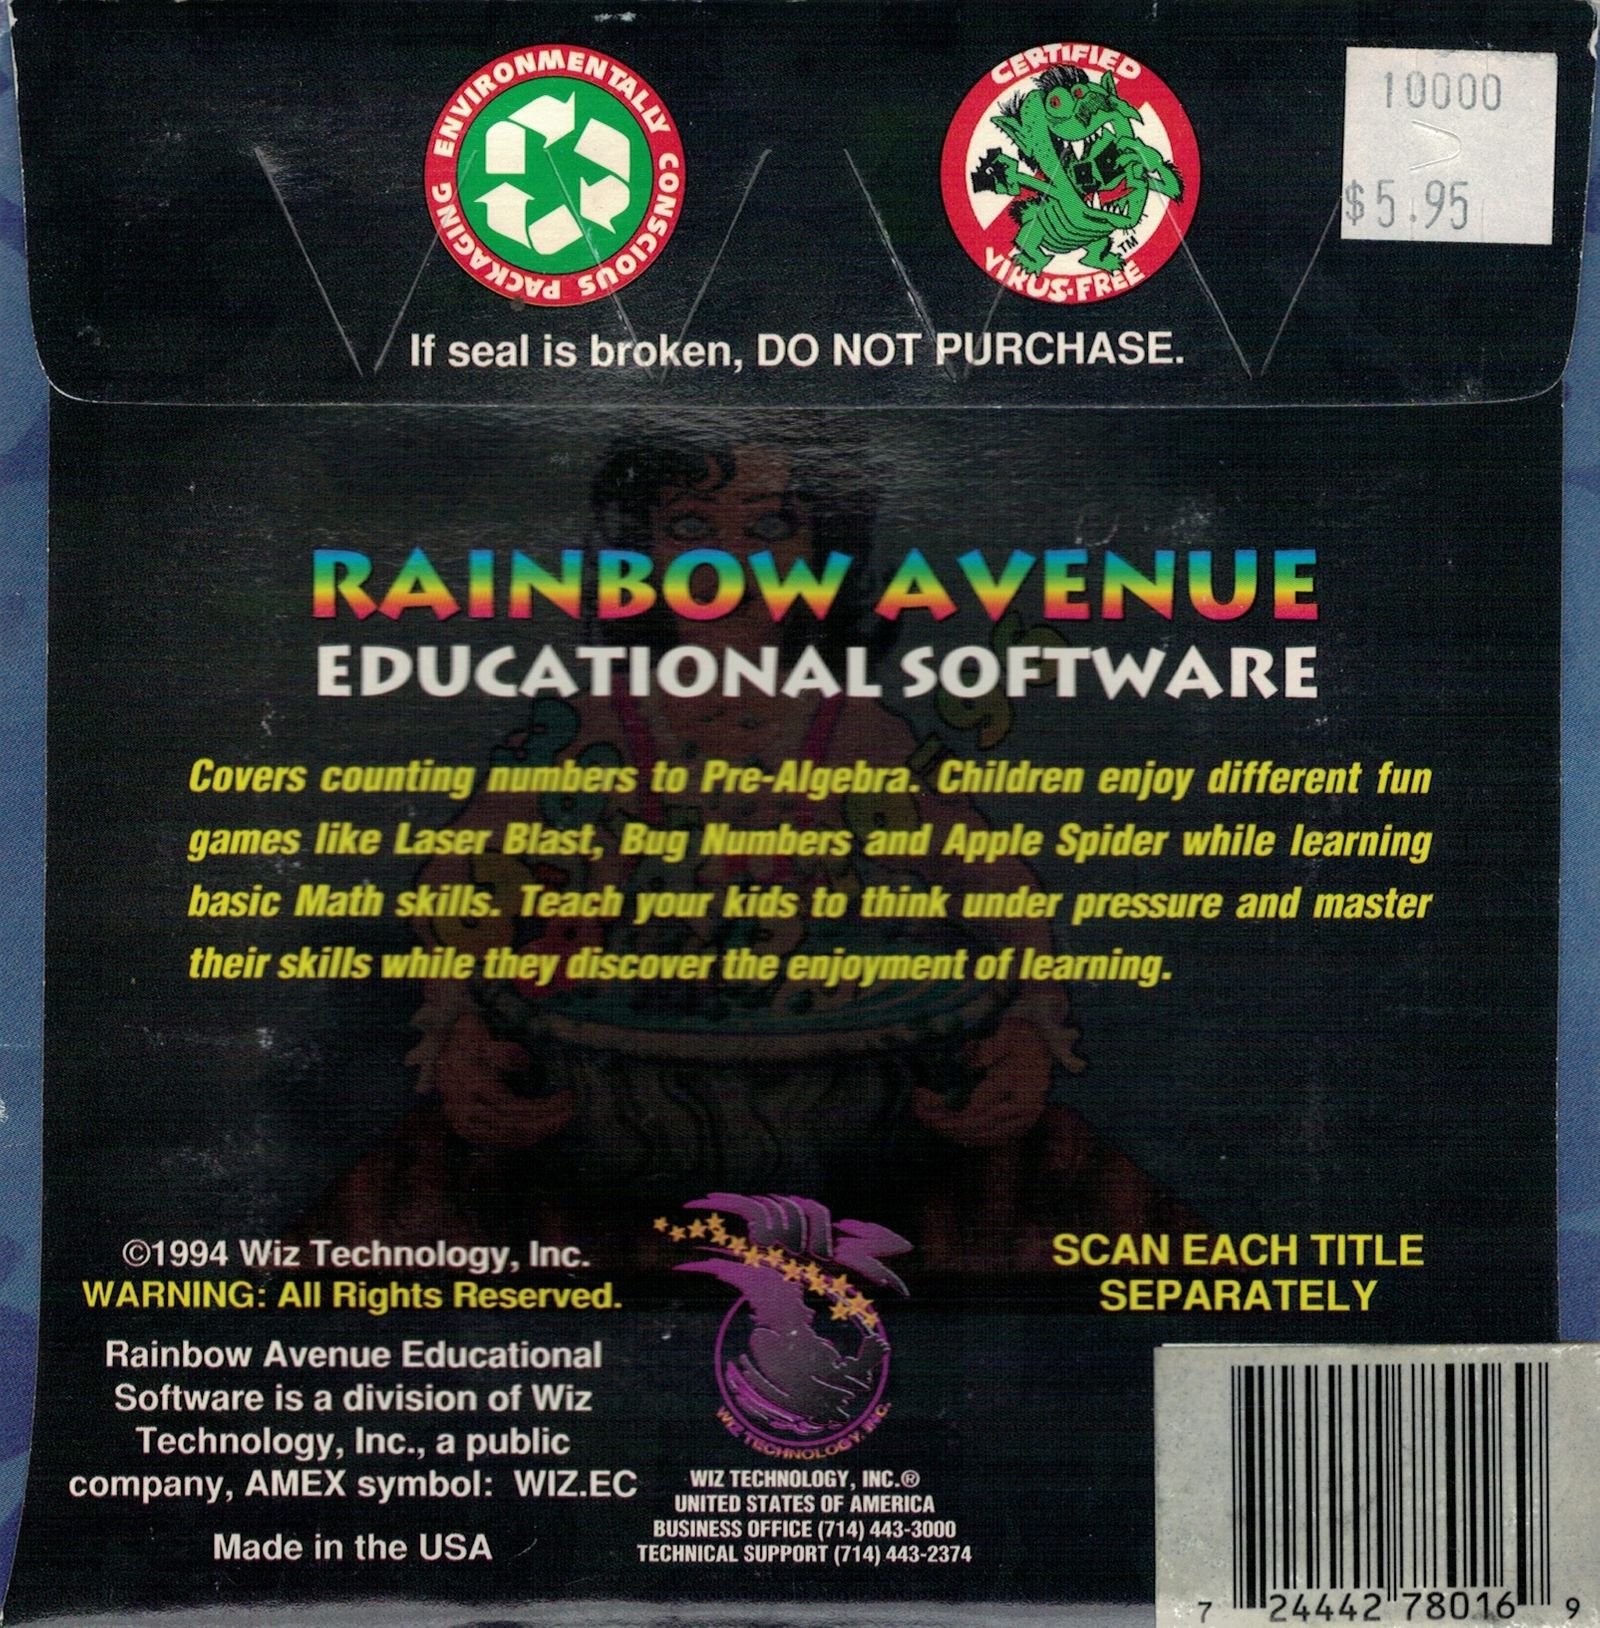 ENVIRONMENTALLY CONSCIOUS PACKAGING
CERTIFIED
VIRUS-FREE
TM
10000
$5.95
If seal is broken, DO NOT PURCHASE.
RAINBOW AVENUE
EDUCATIONAL SOFTWARE
Covers counting numbers to Pre-Algebra. Children enjoy different fun
games like Laser Blast, Bug Numbers and Apple Spider while learning
basic Math skills. Teach your kids to think under pressure and master
their skills while they discover the enjoyment of learning.
©1994 Wiz Technology, Inc.
WARNING: All Rights Reserved.
Rainbow Avenue Educational
Software is a division of Wiz
Technology, Inc., a public
company, AMEX symbol: WIZ.EC
Made in the USA
WIZ TECHNOLOGY, INC.
WIZ TECHNOLOGY, INC.®
UNITED STATES OF AMERICA
BUSINESS OFFICE (714) 443-3000
TECHNICAL SUPPORT (714) 443-2374
SCAN EACH TITLE
SEPARATELY
7 24442 78016 9